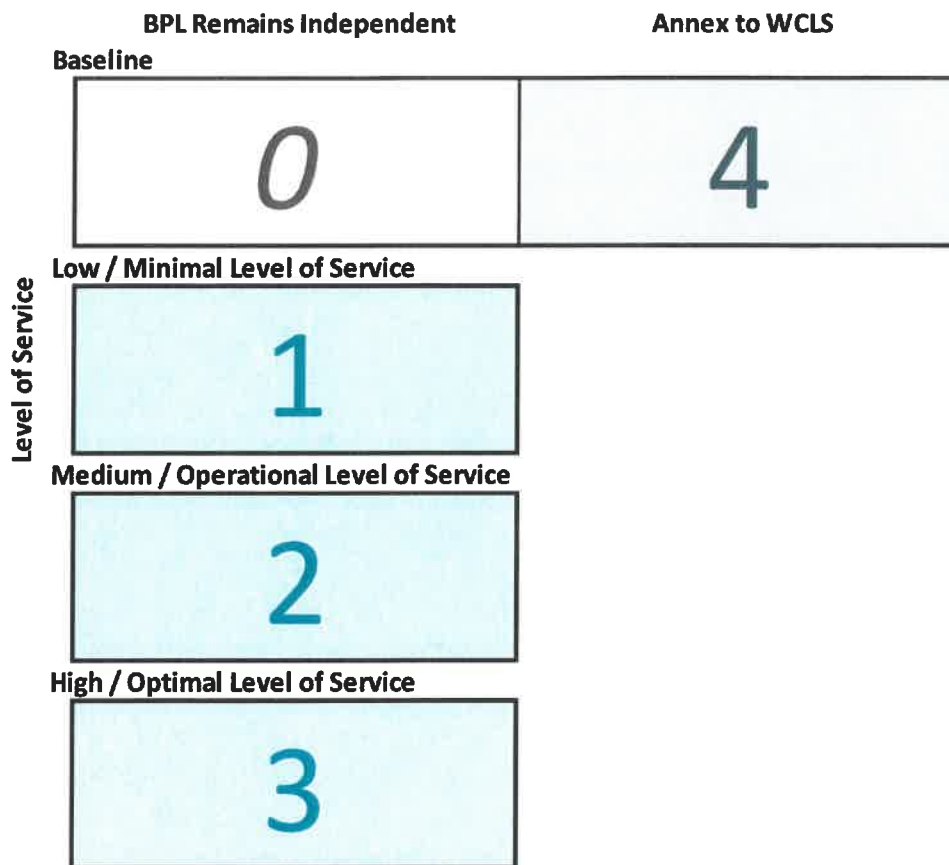 BPL Remains Independent
Annex to WCLS
Baseline
0
4
Level of Service
Low / Minimal Level of Service
1
Medium / Operational Level of Service
2
High / Optimal Level of Service
3